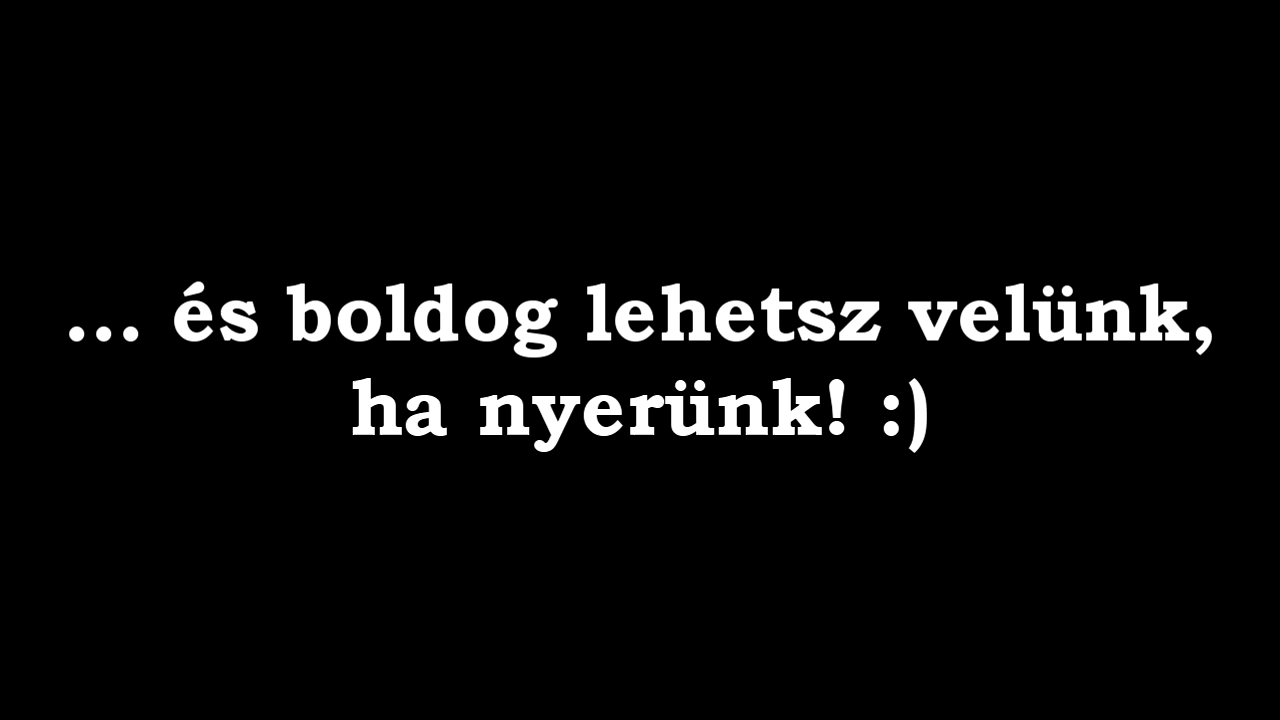 ... és boldog lehetsz velünk,
ha nyerünk! :)